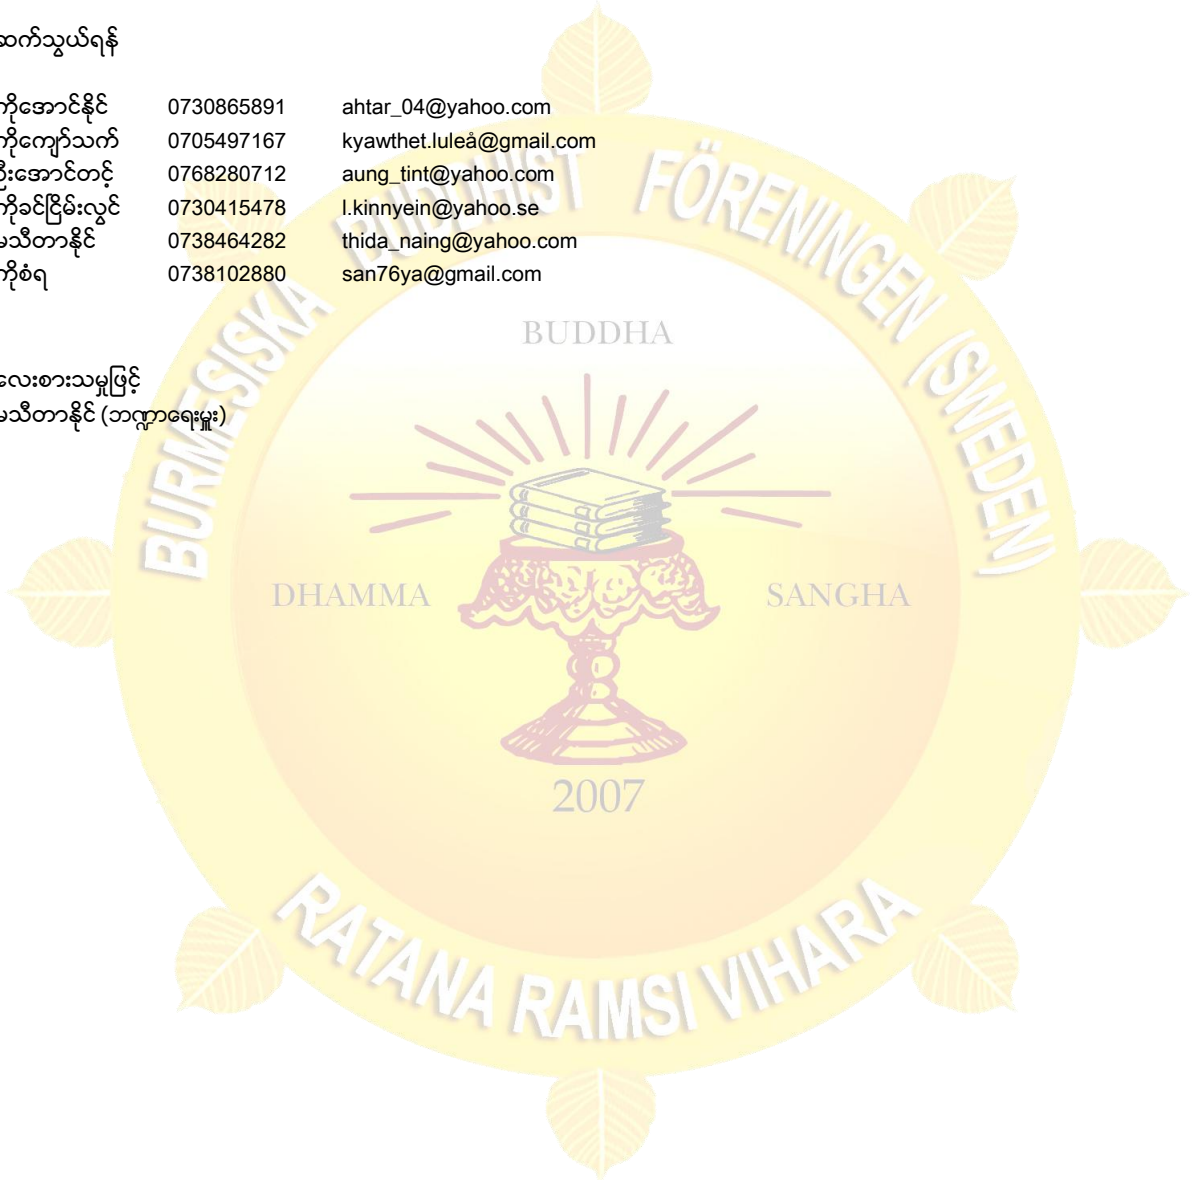 ဆက်သွယ်ရန်
ကိုအောင်နိုင် 0730865891 ahtar_04@yahoo.com
ကိုကျော်သက် 0705497167 kyawthet.luleå@gmail.com
ဦးအောင်တင့် 0768280712 aung_tint@yahoo.com
ကိုခင်ငြိမ်းလွင် 0730415478 l.kinnyein@yahoo.se
မသီတာနိုင် 0738464282 thida_naing@yahoo.com
ကိုစံရ 0738102880 san76ya@gmail.com
လေးစားသမှုဖြင့်
မသီတာနိုင် (ဘဏ္ဍာရေးမှူး)
BURMESISKA BUDDHIST FÖRENINGEN (SWEDEN)
BUDDHA
DHAMMA SANGHA
2007
RATANA RAMSI VIHARA